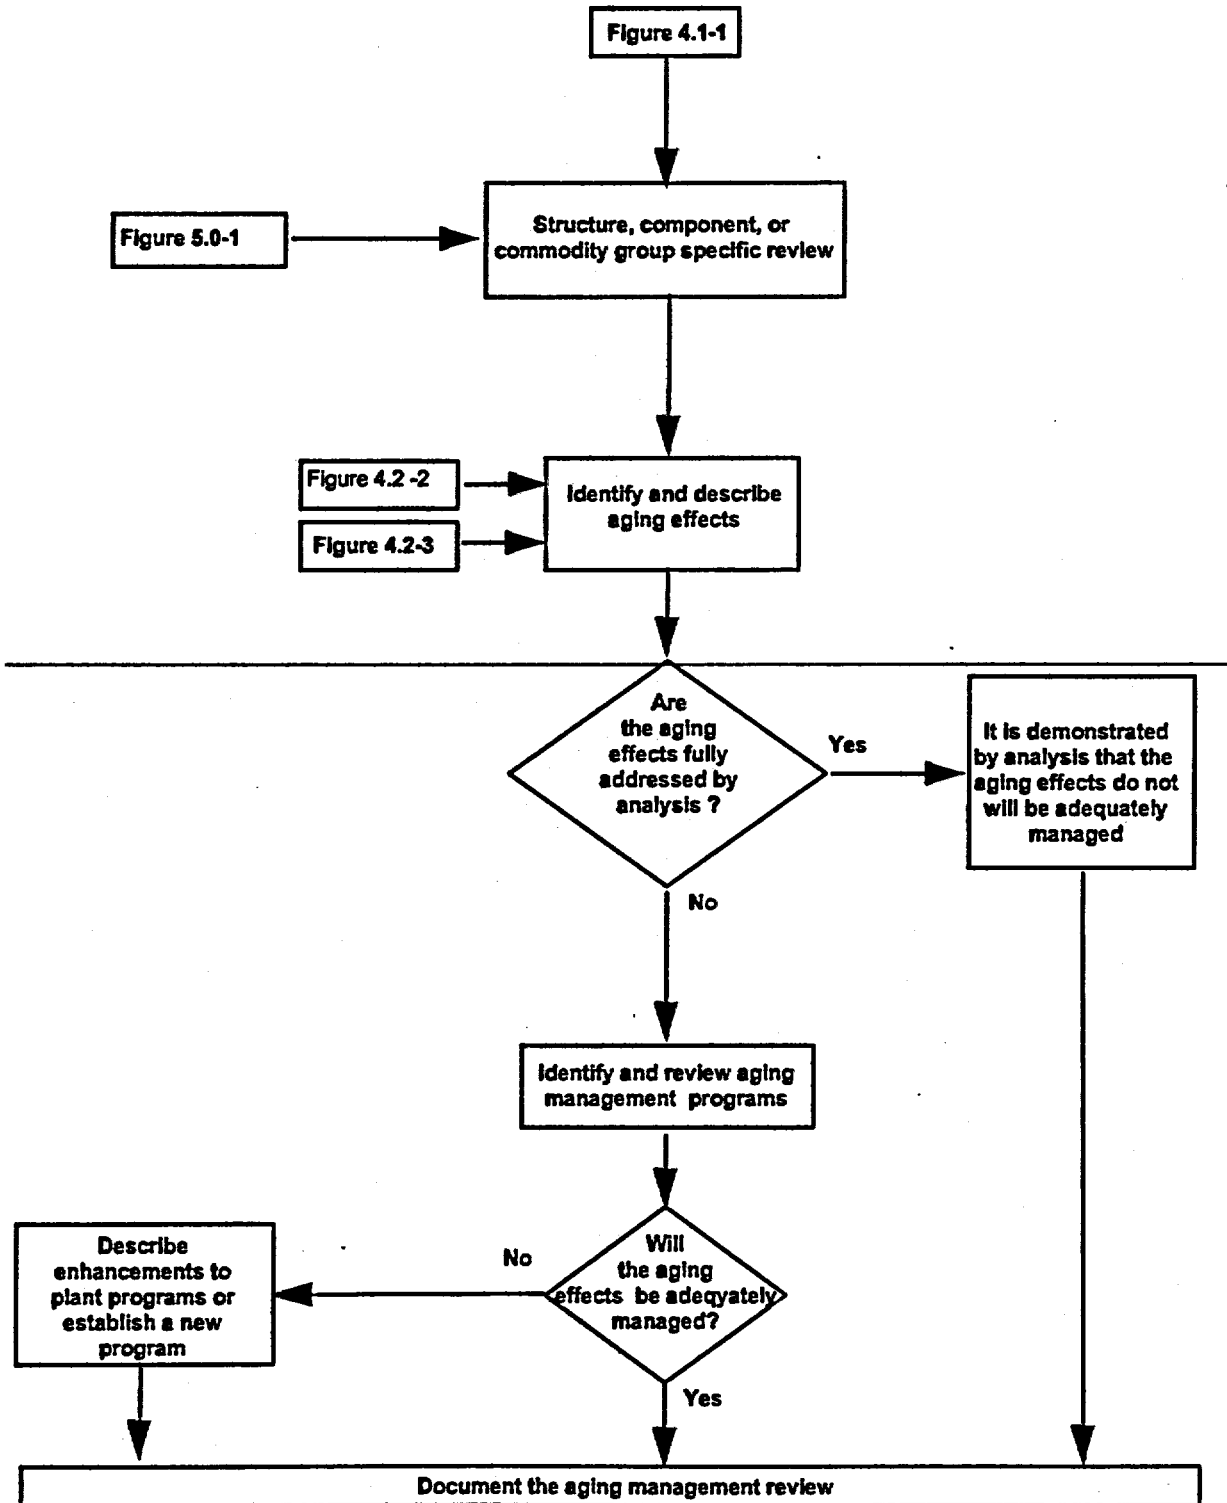 Figure 4.1-1
Figure 5.0-1
Structure, component, or
commodity group specific review
Figure 4.2 -2
Figure 4.2-3
Identify and describe
aging effects
Are
the aging
effects fully
addressed by
analysis ?
Yes
It is demonstrated
by analysis that the
aging effects do not
will be adequately
managed
No
Identify and review aging
management programs
Describe
enhancements to
plant programs or
establish a new
program
No
Will
the aging
effects be adeqyately
managed?
Yes
Document the aging management review